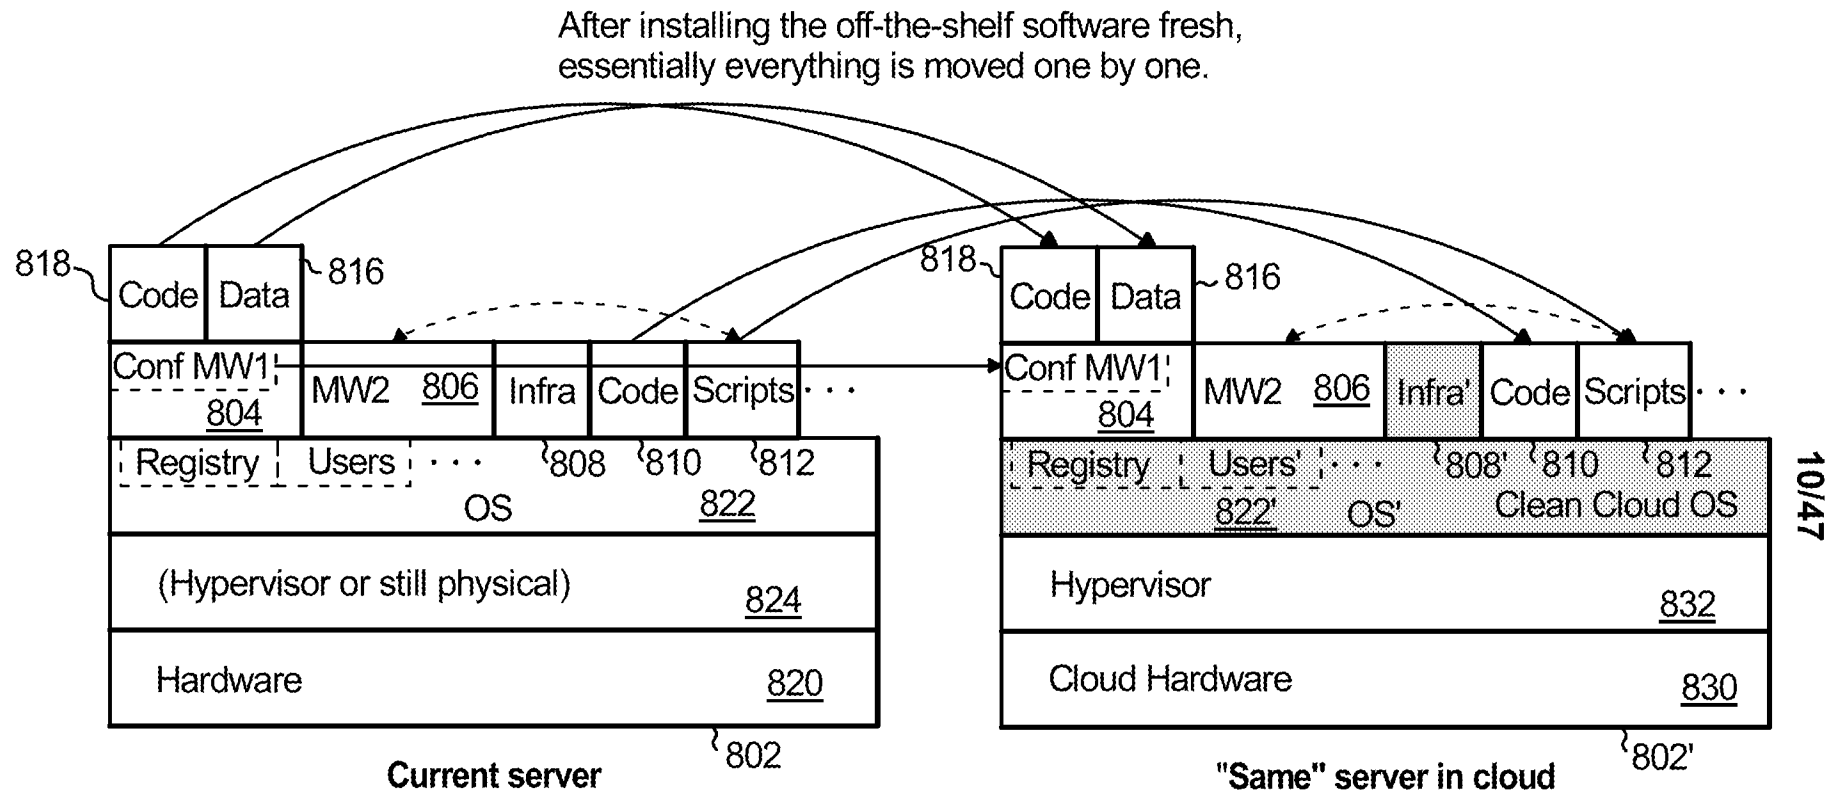 After installing the off-the-shelf software fresh,
essentially everything is moved one by one.
818 Code Data 816
Conf MW1 804 MW2 806 Infra Code Scripts . . .
Registry Users . . . 808 810 812
OS 822
(Hypervisor or still physical) 824
Hardware 820
802
Current server
818 Code Data 816
Conf MW1 804 MW2 806 Infra' Code Scripts . . .
Registry Users' . . . 808' 810 812
822' OS' Clean Cloud OS
Hypervisor 832
Cloud Hardware 830
802'
"Same" server in cloud
10/47